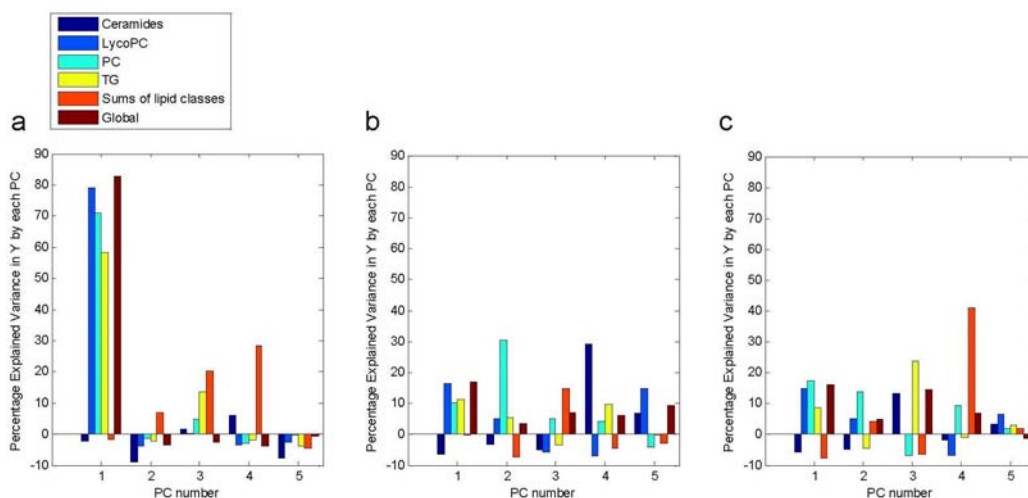 Ceramides
LycoPC
PC
TG
Sums of lipid classes
Global
a
Percentage Explained Variance in Y by each PC
90
80
70
60
50
40
30
20
10
0
-10
1 2 3 4 5
PC number
b
Percentage Explained Variance in Y by each PC
90
80
70
60
50
40
30
20
10
0
-10
1 2 3 4 5
PC number
c
Percentage Explained Variance in Y by each PC
90
80
70
60
50
40
30
20
10
0
-10
1 2 3 4 5
PC number